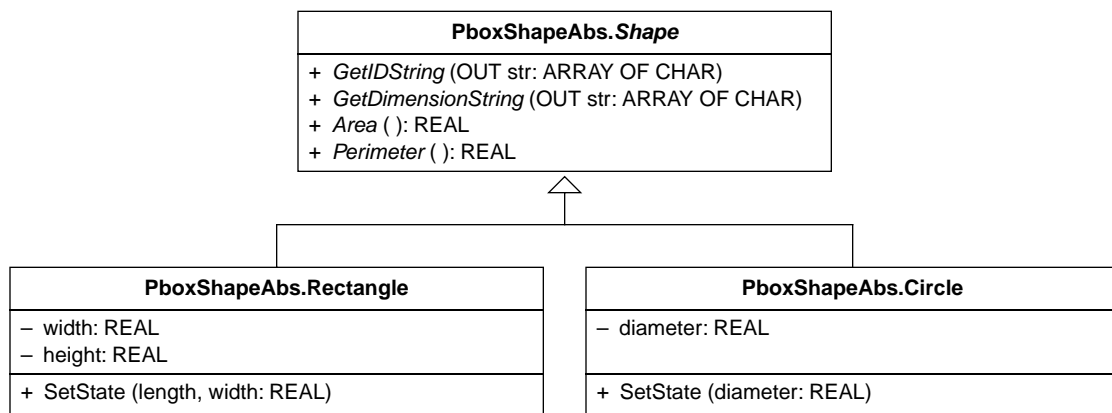 PboxShapeAbs.Shape
+ GetIDString (OUT str: ARRAY OF CHAR)
+ GetDimensionString (OUT str: ARRAY OF CHAR)
+ Area ( ): REAL
+ Perimeter ( ): REAL
PboxShapeAbs.Rectangle
– width: REAL
– height: REAL
+ SetState (length, width: REAL)
PboxShapeAbs.Circle
– diameter: REAL
+ SetState (diameter: REAL)